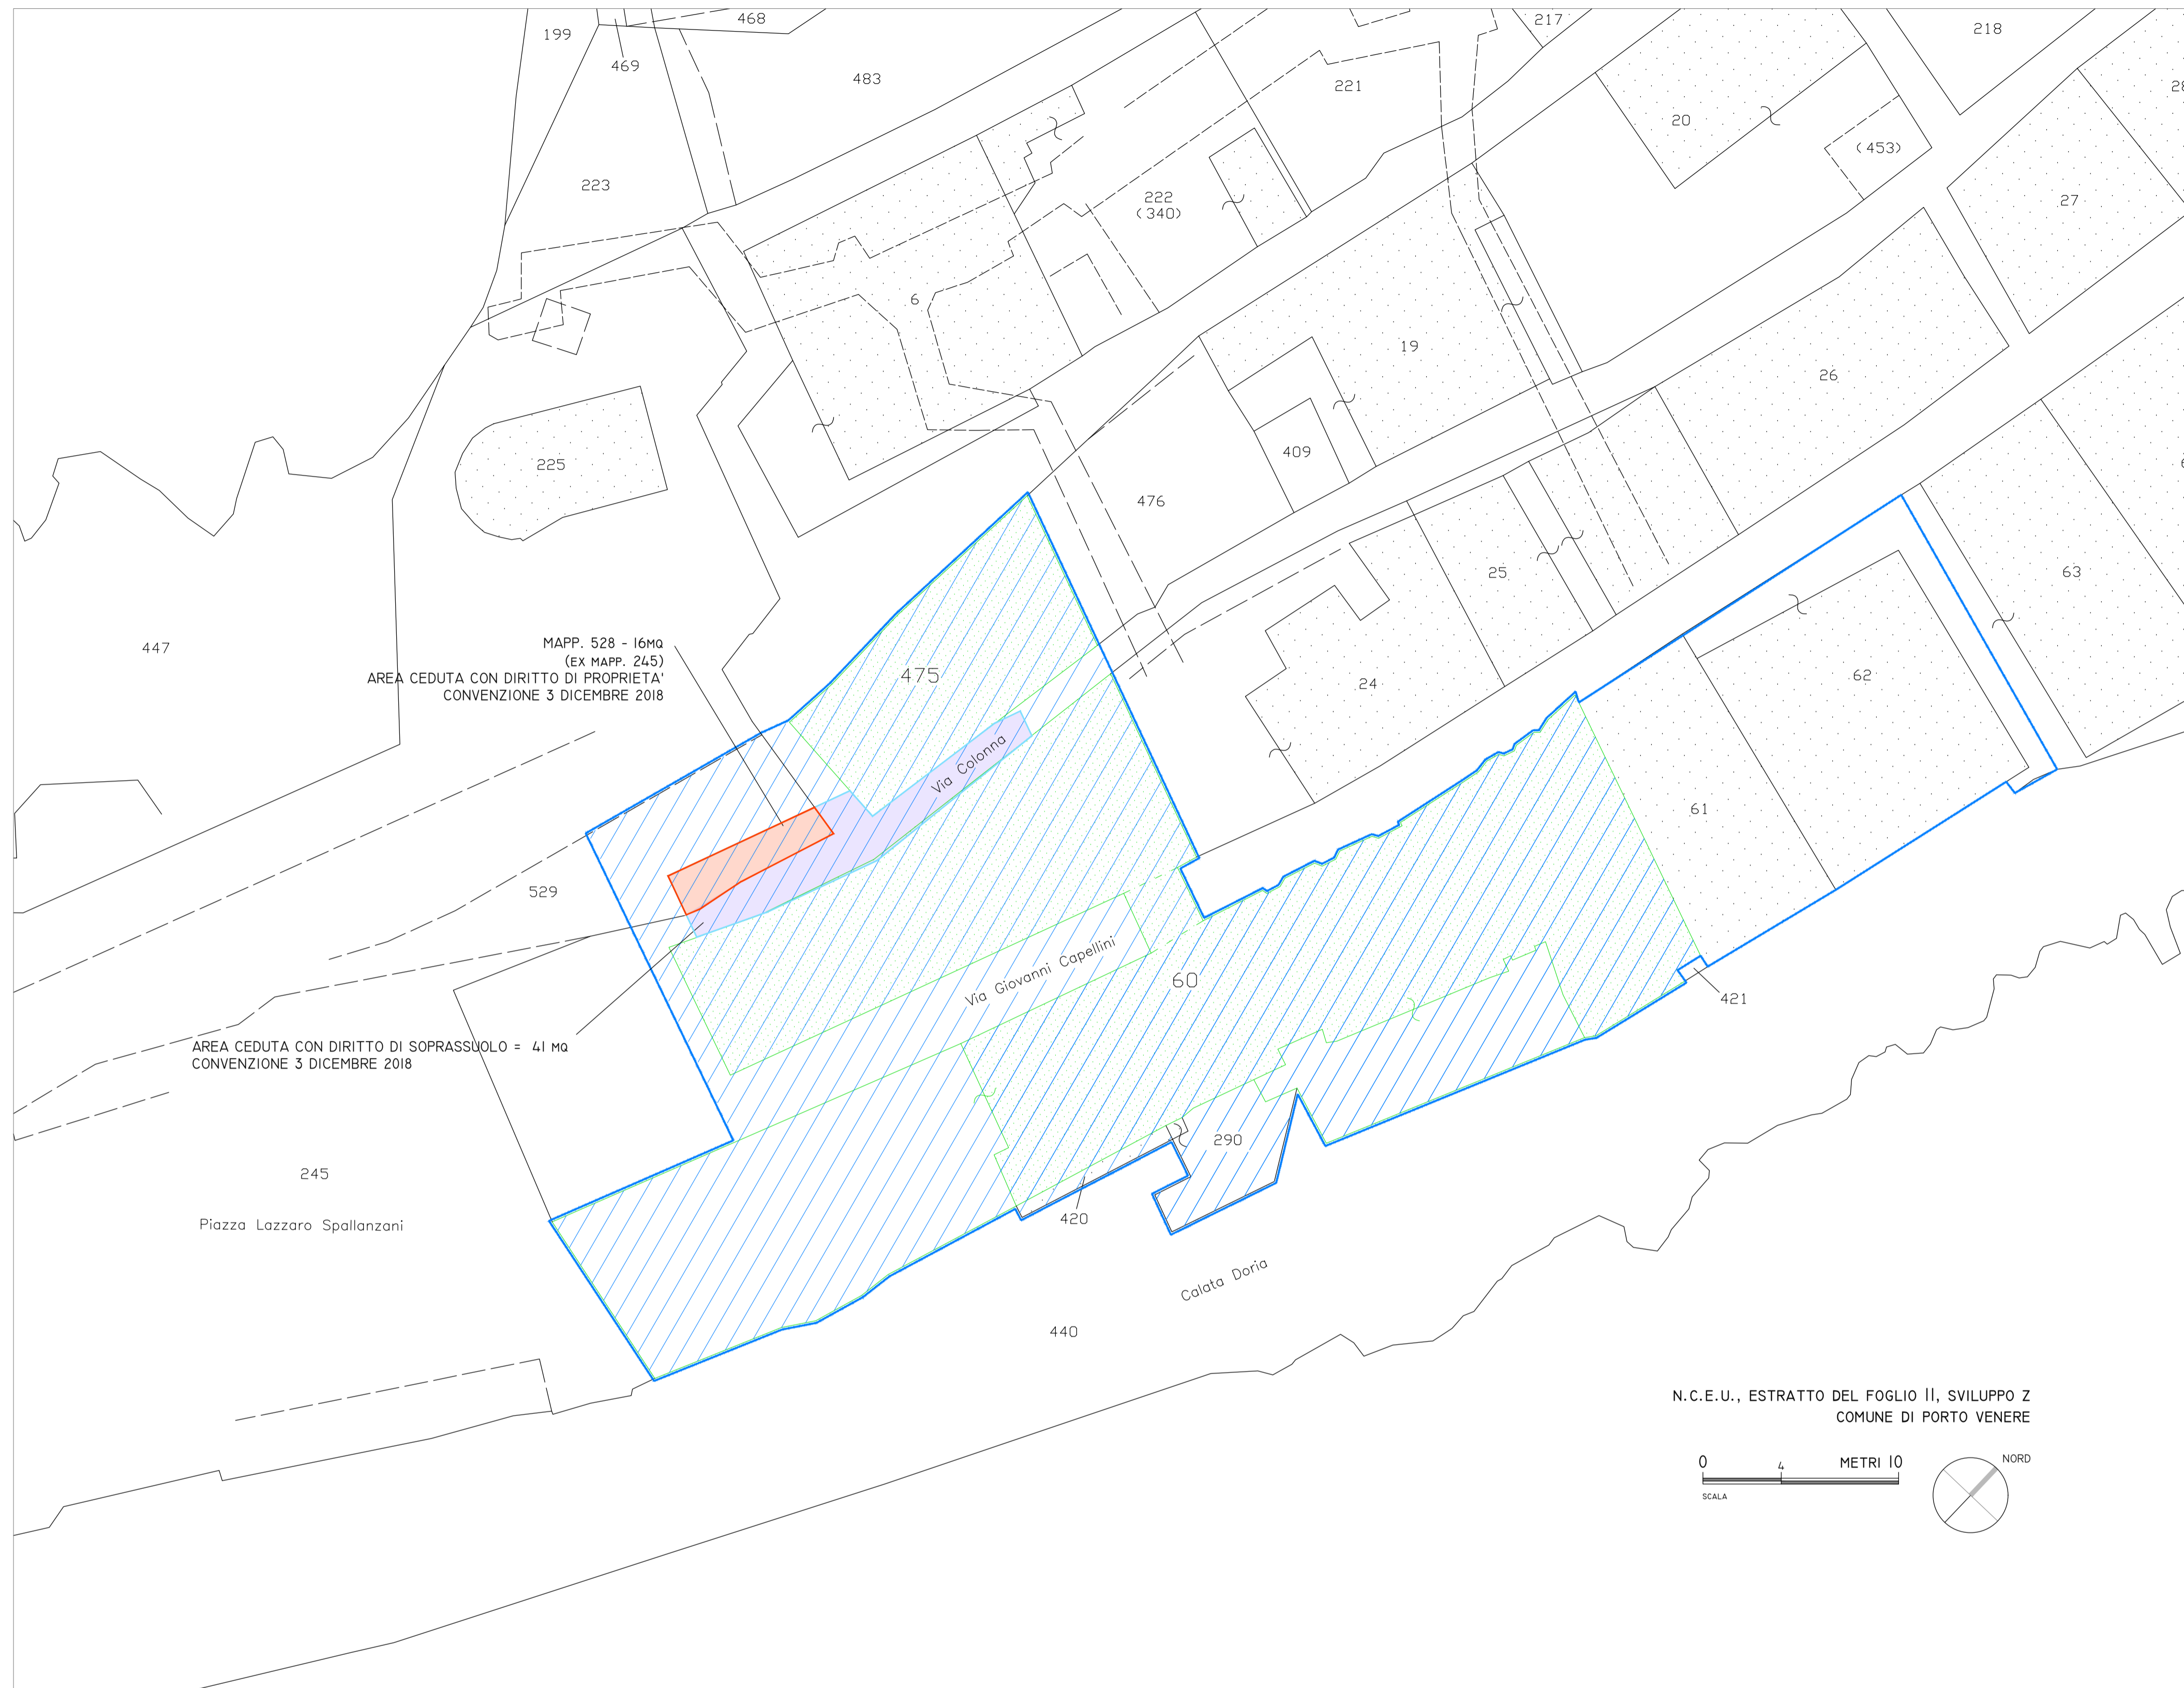 468
199
469
483
217
218
221
20
(453)
223
222
(340)
27
6
19
26
409
225
476
25
63
447
MAPP. 528 - 16MQ
(EX MAPP. 245)
AREA CEDUTA CON DIRITTO DI PROPRIETA'
CONVENZIONE 3 DICEMBRE 2018
475
24
62
Via Colonna
61
529
Via Giovanni Capellini
60
421
AREA CEDUTA CON DIRITTO DI SOPRASSUOLO = 41 MQ
CONVENZIONE 3 DICEMBRE 2018
290
245
420
Piazza Lazzaro Spallanzani
Calata Doria
440
N.C.E.U., ESTRATTO DEL FOGLIO 11, SVILUPPO Z
COMUNE DI PORTO VENERE
0 4 METRI 10
NORD
SCALA